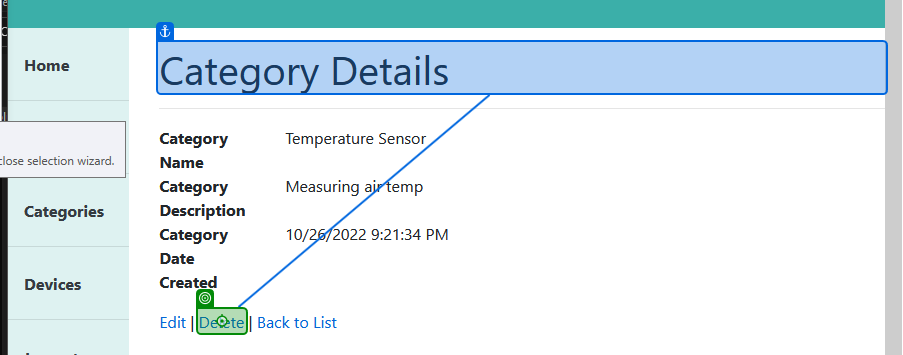 Home
Category Details
close selection wizard.
Category Name
Temperature Sensor
Category Description
Measuring air temp
Category Date Created
10/26/2022 9:21:34 PM
Categories
Devices
Edit | Delete | Back to List